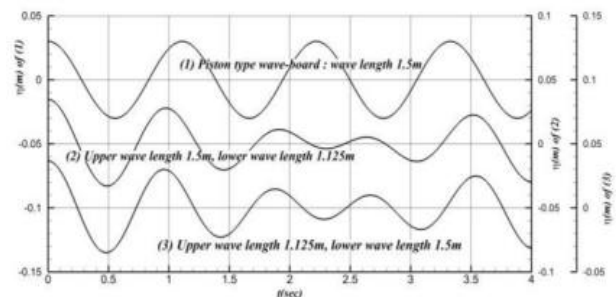 0.05
0
-0.05
-0.1
-0.15
η(m) of (1)
(1) Piston type wave-board : wave length 1.5m
(2) Upper wave length 1.5m, lower wave length 1.125m
(3) Upper wave length 1.125m, lower wave length 1.5m
0 0.5 1 1.5 2 2.5 3 3.5 4
t(sec)
0.1
0.05
0
-0.05
-0.1
η(m) of (2)
0.15
0.1
0.05
0
-0.05
η(m) of (3)